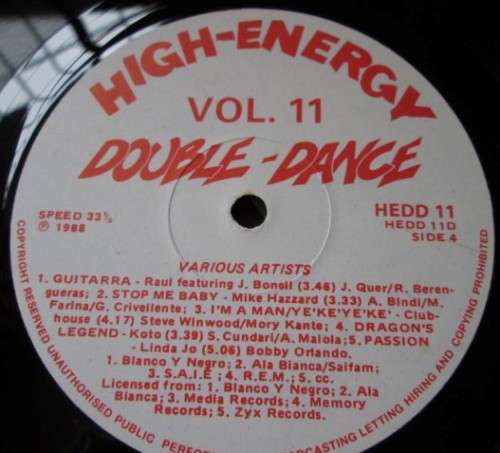 HIGH-ENERGY
VOL. 11
DOUBLE-DANCE
SPEED 33⅓
℗ 1988
HEDD 11
HEDD 11D
SIDE 4
VARIOUS ARTISTS
1. GUITARRA - Raul featuring J. Bonell (3.46) J. Quer/R. Beren-
gueras; 2. STOP ME BABY - Mike Hazzard (3.33) A. Bindi/M.
Farina/G. Crivellente; 3. I'M A MAN/YE'KE'YE'KE' - Club-
house (4.17) Steve Winwood/Mory Kante; 4. DRAGON'S
LEGEND - Koto (3.39) S. Cundari/A. Maiola; 5. PASSION
- Linda Jo (5.06) Bobby Orlando.
1. Blanco Y Negro; 2. Ala Bianca/Saifam;
3. S.A.I.E ; 4. R.E.M.; 5. cc.
Licensed from: 1. Blanco Y Negro; 2. Ala
Bianca; 3. Media Records; 4. Memory
Records; 5. Zyx Records.
COPYRIGHT RESERVED UNAUTHORISED PUBLIC PERFO BROADCASTING LETTING HIRING AND COPYING PROHIBITED